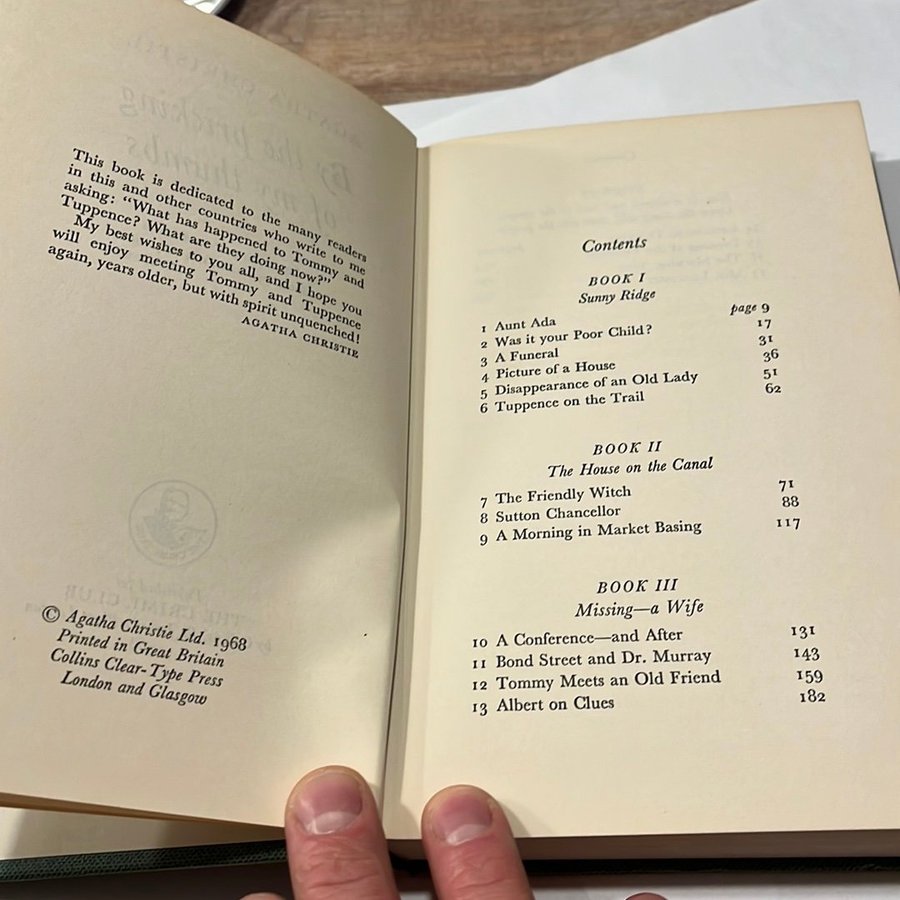 This book is dedicated to the many readers
in this and other countries who write to me
asking: “What has happened to Tommy and
Tuppence? What are they doing now?”
My best wishes to you all, and I hope you
will enjoy meeting Tommy and Tuppence
again, years older, but with spirit unquenched!
AGATHA CHRISTIE
© Agatha Christie Ltd. 1968
Printed in Great Britain
Collins Clear-Type Press
London and Glasgow
Contents
BOOK I
Sunny Ridge
1 Aunt Ada page 9
2 Was it your Poor Child? 17
3 A Funeral 31
4 Picture of a House 36
5 Disappearance of an Old Lady 51
6 Tuppence on the Trail 62
BOOK II
The House on the Canal
7 The Friendly Witch 71
8 Sutton Chancellor 88
9 A Morning in Market Basing 117
BOOK III
Missing—a Wife
10 A Conference—and After 131
11 Bond Street and Dr. Murray 143
12 Tommy Meets an Old Friend 159
13 Albert on Clues 182